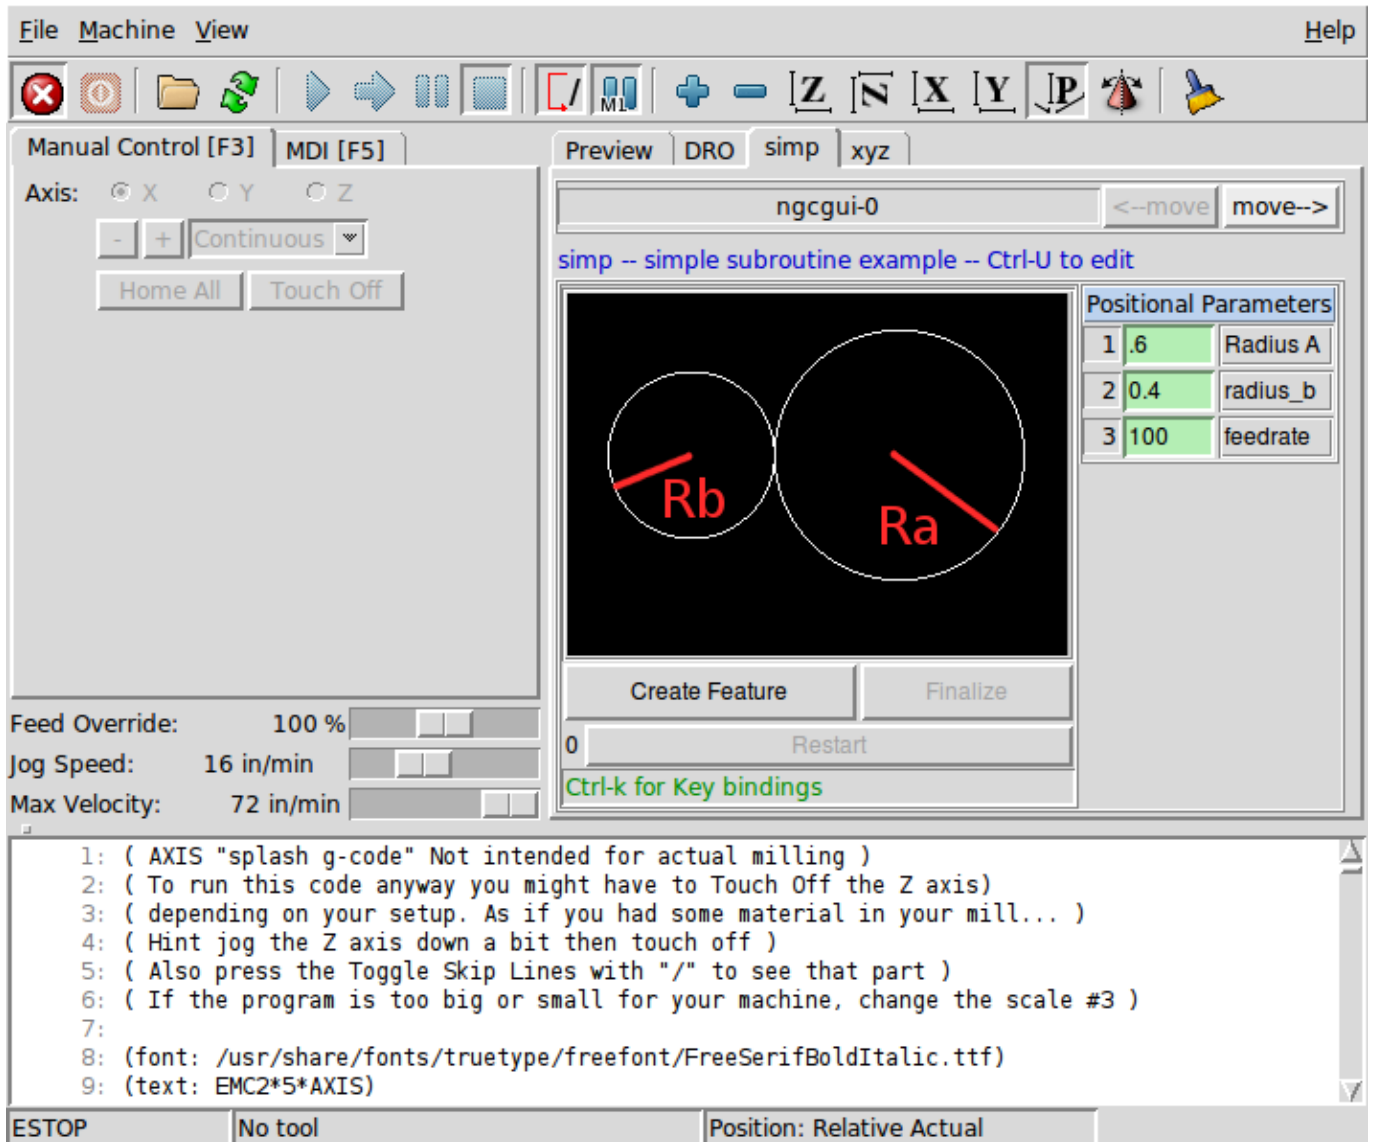 File Machine View Help
M1 Z N X Y P
Manual Control [F3] MDI [F5] Preview DRO simp xyz
Axis: X Y Z
- + Continuous
Home All Touch Off
ngcgui-0 <--move move-->
simp -- simple subroutine example -- Ctrl-U to edit
Rb
Ra
Positional Parameters
1 .6 Radius A
2 0.4 radius_b
3 100 feedrate
Create Feature Finalize
0 Restart
Ctrl-k for Key bindings
Feed Override: 100 %
Jog Speed: 16 in/min
Max Velocity: 72 in/min
1: ( AXIS "splash g-code" Not intended for actual milling )
2: ( To run this code anyway you might have to Touch Off the Z axis)
3: ( depending on your setup. As if you had some material in your mill... )
4: ( Hint jog the Z axis down a bit then touch off )
5: ( Also press the Toggle Skip Lines with "/" to see that part )
6: ( If the program is too big or small for your machine, change the scale #3 )
7:
8: (font: /usr/share/fonts/truetype/freefont/FreeSerifBoldItalic.ttf)
9: (text: EMC2*5*AXIS)
ESTOP No tool Position: Relative Actual